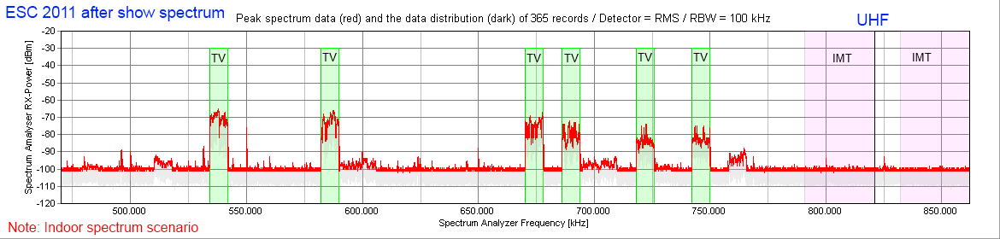 ESC 2011 after show spectrum
Peak spectrum data (red) and the data distribution (dark) of 365 records / Detector = RMS / RBW = 100 kHz
UHF
-20
-30
-40
-50
-60
-70
-80
-90
-100
-110
-120
Spectrum Analyser RX-Power [dBm]
TV
TV
TV
TV
TV
TV
IMT
IMT
500.000
550.000
600.000
650.000
700.000
750.000
800.000
850.000
Spectrum Analyzer Frequency [kHz]
Note: Indoor spectrum scenario